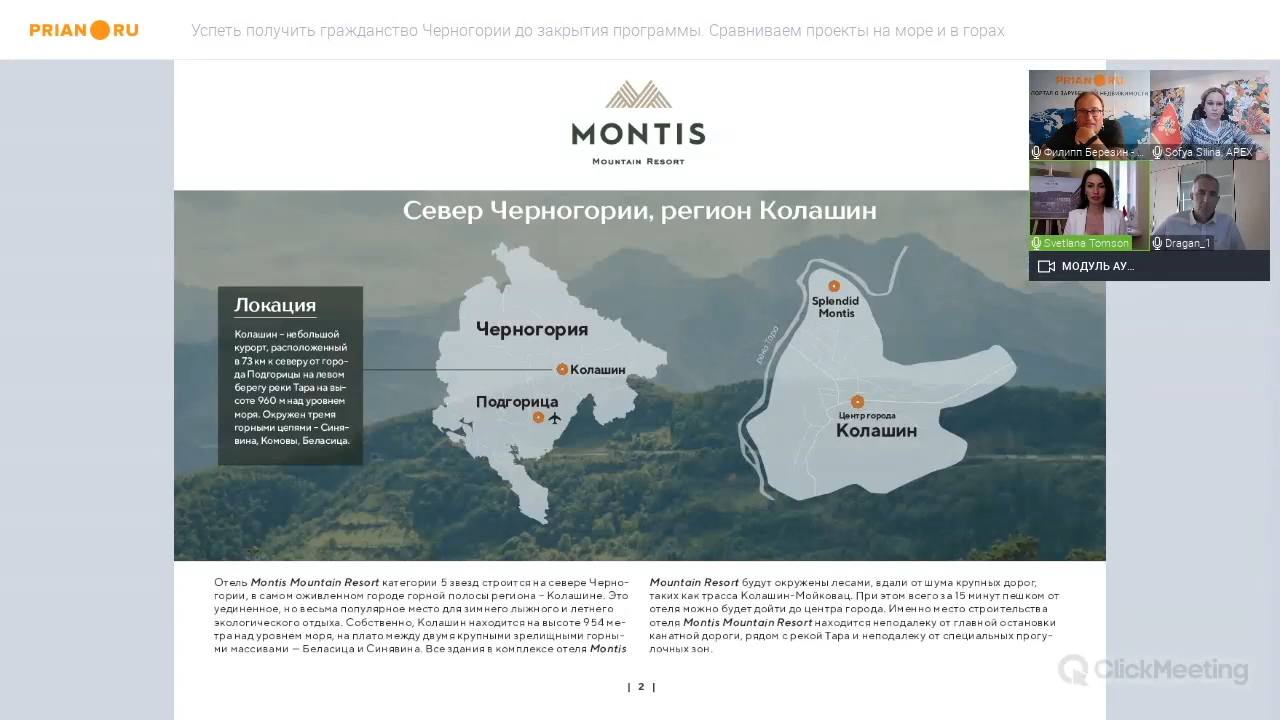 PRIAN RU
Успеть получить гражданство Черногории до закрытия программы. Сравниваем проекты на море и в горах
MONTIS
MOUNTAIN RESORT
Север Черногории, регион Колашин
Локация
Колашин – небольшой
курорт, расположенный
в 73 км к северу от горо-
да Подгорицы на левом
берегу реки Тара на вы-
соте 960 м над уровнем
моря. Окружен тремя
горными цепями – Синя-
вина, Комовы, Беласица.
Черногория
Колашин
Подгорица
Splendid
Montis
река Тара
Центр города
Колашин
PRIAN RU
ПОРТАЛ О ЗАРУБЕЖНОЙ НЕДВИЖИМОСТИ
Филипп Березин - ...
Sofya Silina, APEX
Svetlana Tomson
Dragan_1
МОДУЛЬ АУ...
Отель Montis Mountain Resort категории 5 звезд строится на севере Черно-
гории, в самом оживленном городе горной полосы региона – Колашине. Это
уединенное, но весьма популярное место для зимнего лыжного и летнего
экологического отдыха. Собственно, Колашин находится на высоте 954 ме-
тра над уровнем моря, на плато между двумя крупными зрелищными горны-
ми массивами — Беласица и Синявина. Все здания в комплексе отеля Montis
Mountain Resort будут окружены лесами, вдали от шума крупных дорог,
таких как трасса Колашин-Мойковац. При этом всего за 15 минут пешком от
отеля можно будет дойти до центра города. Именно место строительства
отеля Montis Mountain Resort находится неподалеку от главной остановки
канатной дороги, рядом с рекой Тара и неподалеку от специальных прогу-
лочных зон.
| 2 |
ClickMeeting